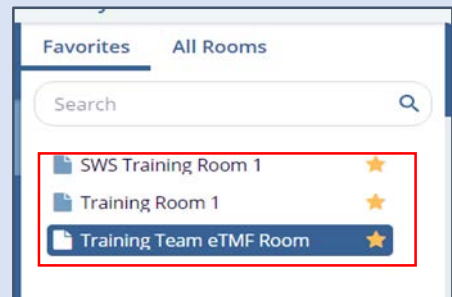 Favorites All Rooms
Search
SWS Training Room 1
Training Room 1
Training Team eTMF Room